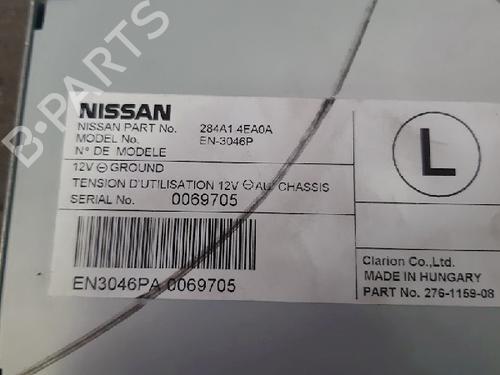 NISSAN
NISSAN PART No. 284A1 4EA0A
MODEL No. EN-3046P
N° DE MODELE
12V ⊖ GROUND
TENSION D'UTILISATION 12V ⊖ AU CHASSIS
SERIAL No. 0069705
EN3046PA 0069705
L
Clarion Co.,Ltd.
MADE IN HUNGARY
PART No. 276-1159-08
B-PARTS